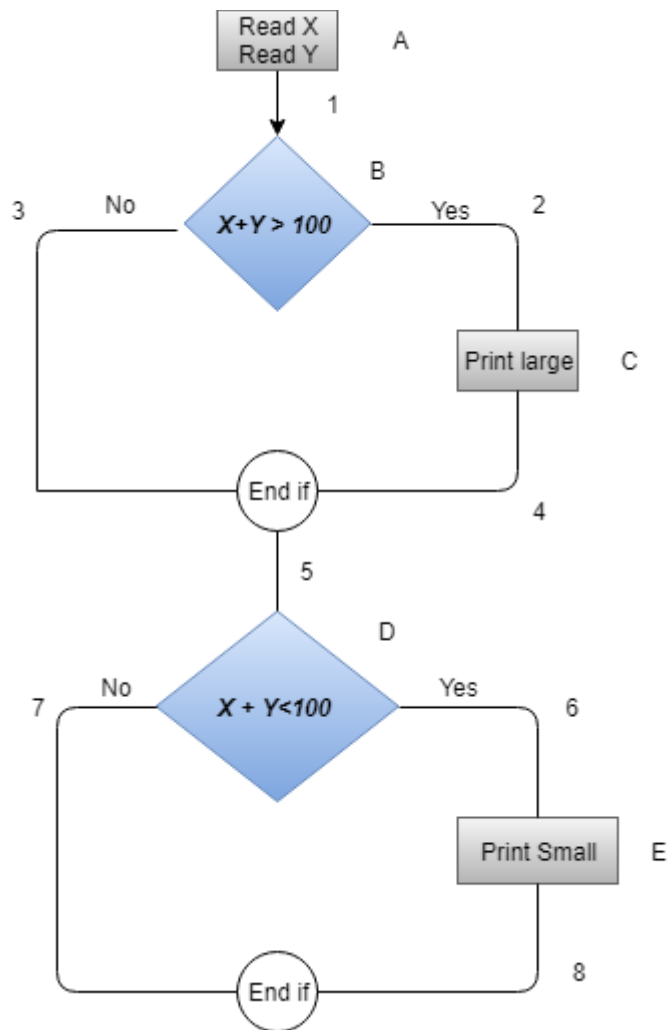 Read X
Read Y
A
1
B
3
No
X+Y > 100
Yes
2
Print large
C
End if
4
5
D
7
No
X + Y<100
Yes
6
Print Small
E
8
End if